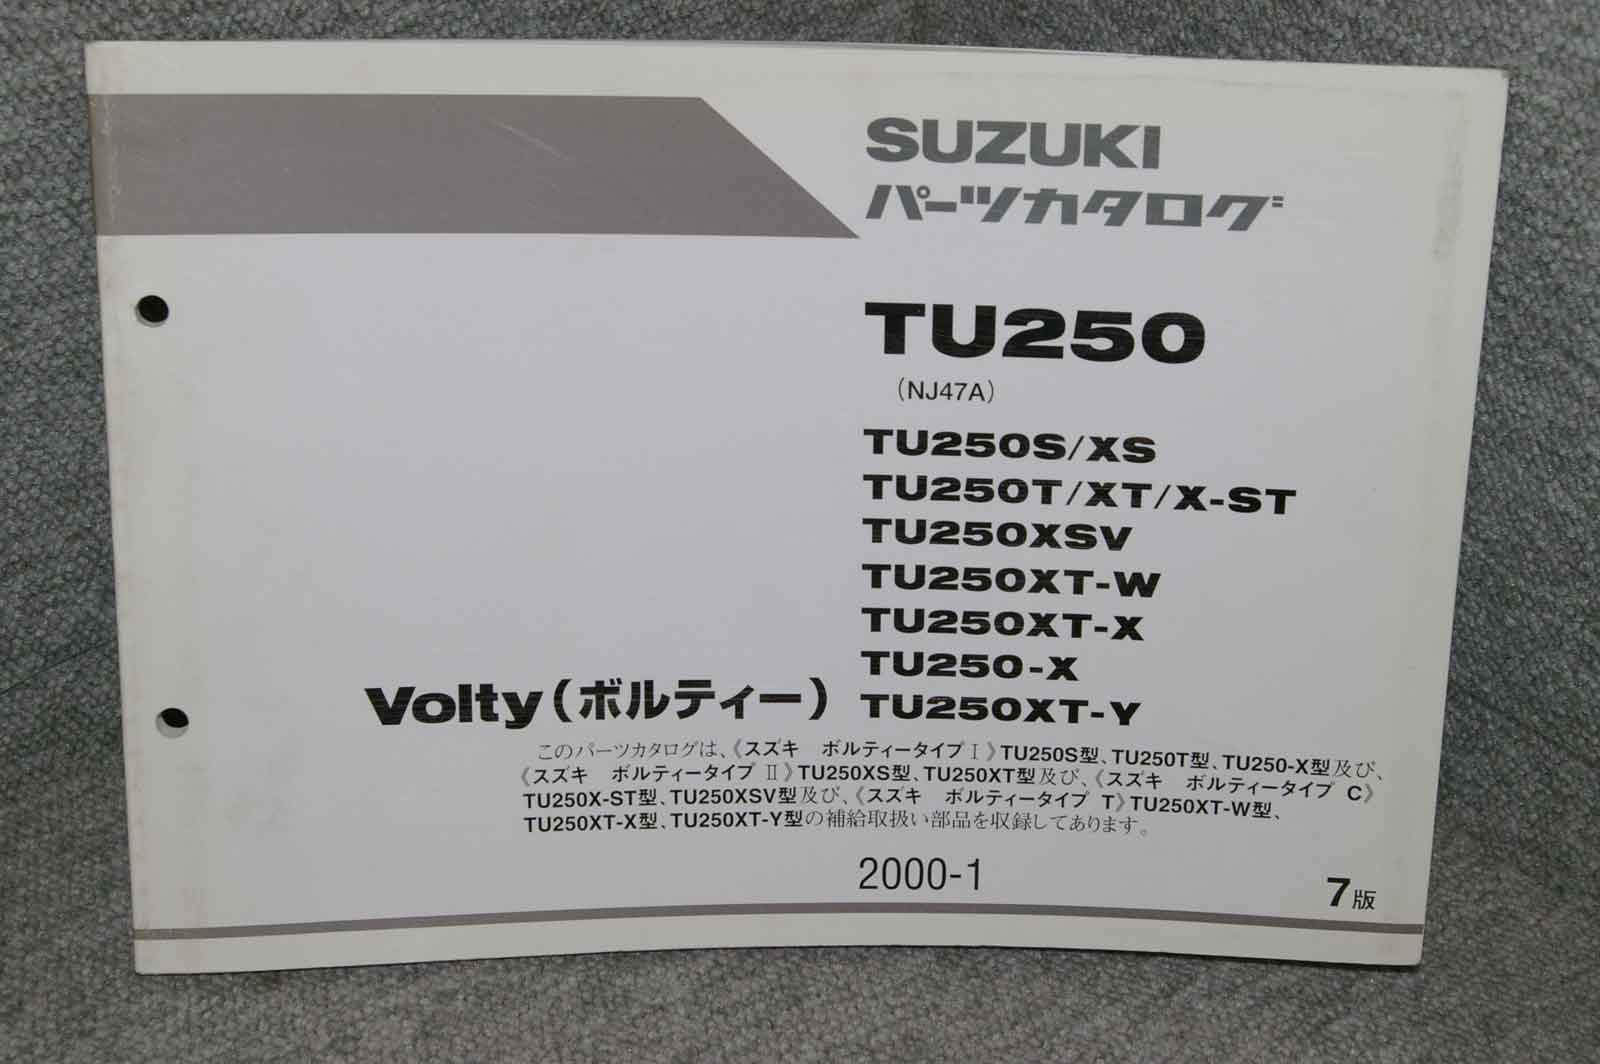 SUZUKI
パーツカタログ
TU250
(NJ47A)
TU250S/XS
TU250T/XT/X-ST
TU250XSV
TU250XT-W
TU250XT-X
TU250-X
Volty(ボルティー) TU250XT-Y
このパーツカタログは、《スズキ ボルティータイプⅠ》TU250S型、TU250T型、TU250-X型及び、
《スズキ ボルティータイプⅡ》TU250XS型、TU250XT型及び、《スズキ ボルティータイプ C》
TU250X-ST型、TU250XSV型及び、《スズキ ボルティータイプ T》TU250XT-W型、
TU250XT-X型、TU250XT-Y型の補給取扱い部品を収録してあります。
2000-1
7版